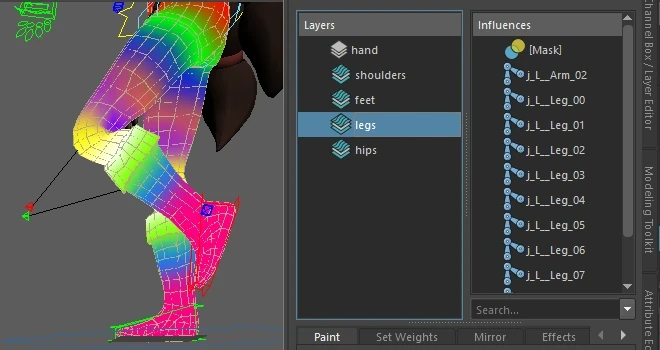 Layers
hand
shoulders
feet
legs
hips
Influences
[Mask]
j_L__Arm_02
j_L__Leg_00
j_L__Leg_01
j_L__Leg_02
j_L__Leg_03
j_L__Leg_04
j_L__Leg_05
j_L__Leg_06
j_L__Leg_07
Search...
Paint
Set Weights
Mirror
Effects
Channel Box / Layer Editor
Modeling Toolkit
Attribute Ed